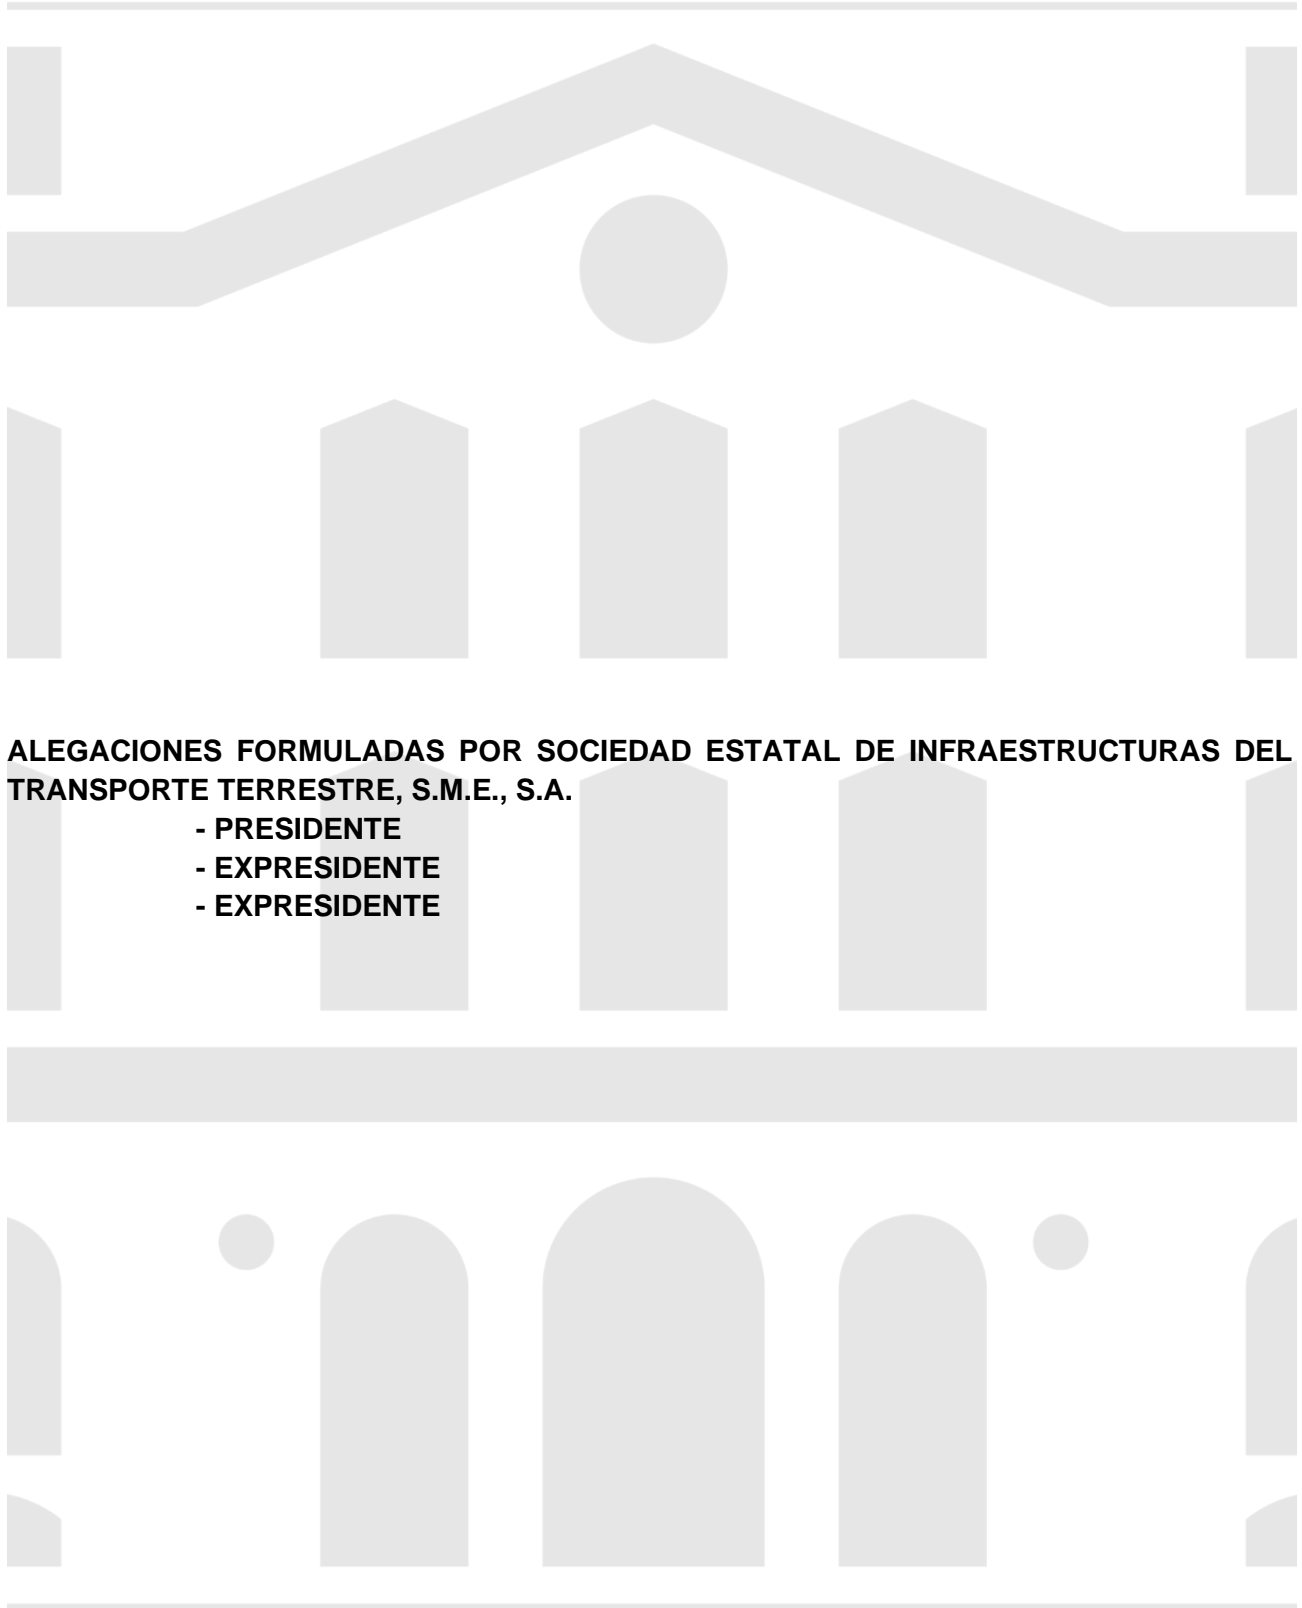 ALEGACIONES FORMULADAS POR SOCIEDAD ESTATAL DE INFRAESTRUCTURAS DEL
TRANSPORTE TERRESTRE, S.M.E., S.A.
- PRESIDENTE
- EXPRESIDENTE
- EXPRESIDENTE